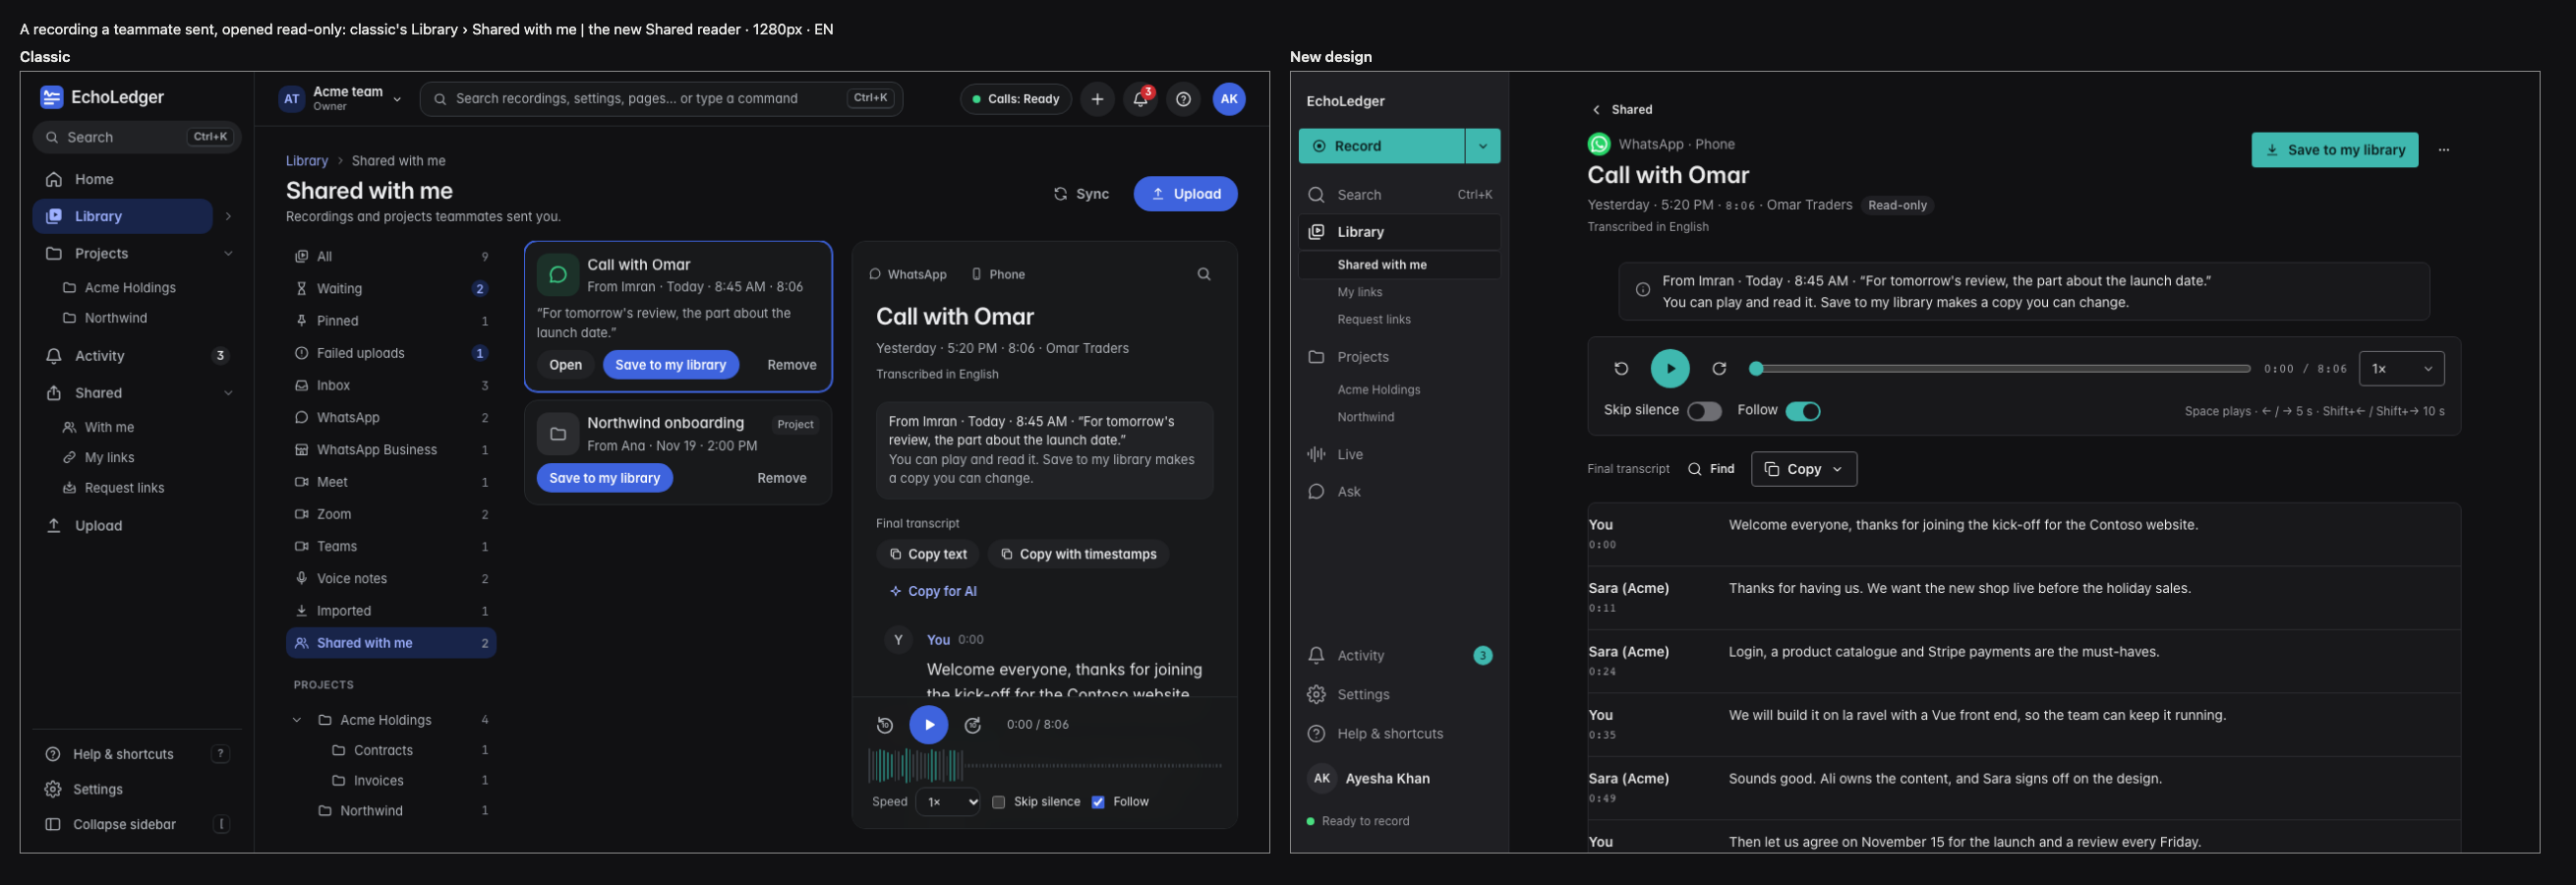 A recording a teammate sent, opened read-only: classic's Library › Shared with me | the new Shared reader · 1280px · EN
Classic
EchoLedger
Search Ctrl+K
Home
Library
Projects
Acme Holdings
Northwind
Activity 3
Shared
With me
My links
Request links
Upload
Help & shortcuts ?
Settings
Collapse sidebar [
AT Acme team
Owner
Search recordings, settings, pages... or type a command Ctrl+K
Calls: Ready
3
AK
Library › Shared with me
Shared with me
Recordings and projects teammates sent you.
Sync
Upload
All 9
Waiting 2
Pinned 1
Failed uploads 1
Inbox 3
WhatsApp 2
WhatsApp Business 1
Meet 1
Zoom 2
Teams 1
Voice notes 2
Imported 1
Shared with me 2
PROJECTS
Acme Holdings 4
Contracts 1
Invoices 1
Northwind 1
Call with Omar
From Imran · Today · 8:45 AM · 8:06
“For tomorrow's review, the part about the
launch date.”
Open Save to my library Remove
Northwind onboarding Project
From Ana · Nov 19 · 2:00 PM
Save to my library Remove
WhatsApp Phone
Call with Omar
Yesterday · 5:20 PM · 8:06 · Omar Traders
Transcribed in English
From Imran · Today · 8:45 AM · “For tomorrow's
review, the part about the launch date.”
You can play and read it. Save to my library makes
a copy you can change.
Final transcript
Copy text Copy with timestamps
Copy for AI
Y You 0:00
Welcome everyone, thanks for joining
the kick-off for the Contoso website.
10 10 0:00 / 8:06
Speed 1× Skip silence Follow
New design
EchoLedger
Record
Search Ctrl+K
Library
Shared with me
My links
Request links
Projects
Acme Holdings
Northwind
Live
Ask
Activity 3
Settings
Help & shortcuts
AK Ayesha Khan
Ready to record
Shared
WhatsApp · Phone
Call with Omar
Yesterday · 5:20 PM · 8:06 · Omar Traders Read-only
Transcribed in English
Save to my library ...
From Imran · Today · 8:45 AM · “For tomorrow's review, the part about the launch date.”
You can play and read it. Save to my library makes a copy you can change.
0:00 / 8:06 1×
Skip silence Follow Space plays · ← / → 5 s · Shift+← / Shift+→ 10 s
Final transcript Find Copy
You Welcome everyone, thanks for joining the kick-off for the Contoso website.
0:00
Sara (Acme) Thanks for having us. We want the new shop live before the holiday sales.
0:11
Sara (Acme) Login, a product catalogue and Stripe payments are the must-haves.
0:24
You We will build it on la ravel with a Vue front end, so the team can keep it running.
0:35
Sara (Acme) Sounds good. Ali owns the content, and Sara signs off on the design.
0:49
You Then let us agree on November 15 for the launch and a review every Friday.